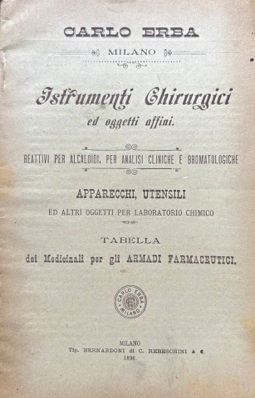 CARLO ERBA
MILANO
Istrumenti Chirurgici
ed oggetti affini.
REATTIVI PER ALCALOIDI, PER ANALISI CLINICHE E BROMATOLOGICHE
APPARECCHI, UTENSILI
ED ALTRI OGGETTI PER LABORATORIO CHIMICO
TABELLA
dei Medicinali per gli ARMADI FARMACEUTICI.
CARLO ERBA
MILANO
MILANO
Tip. BERNARDONI di C. REBESCHINI & C.